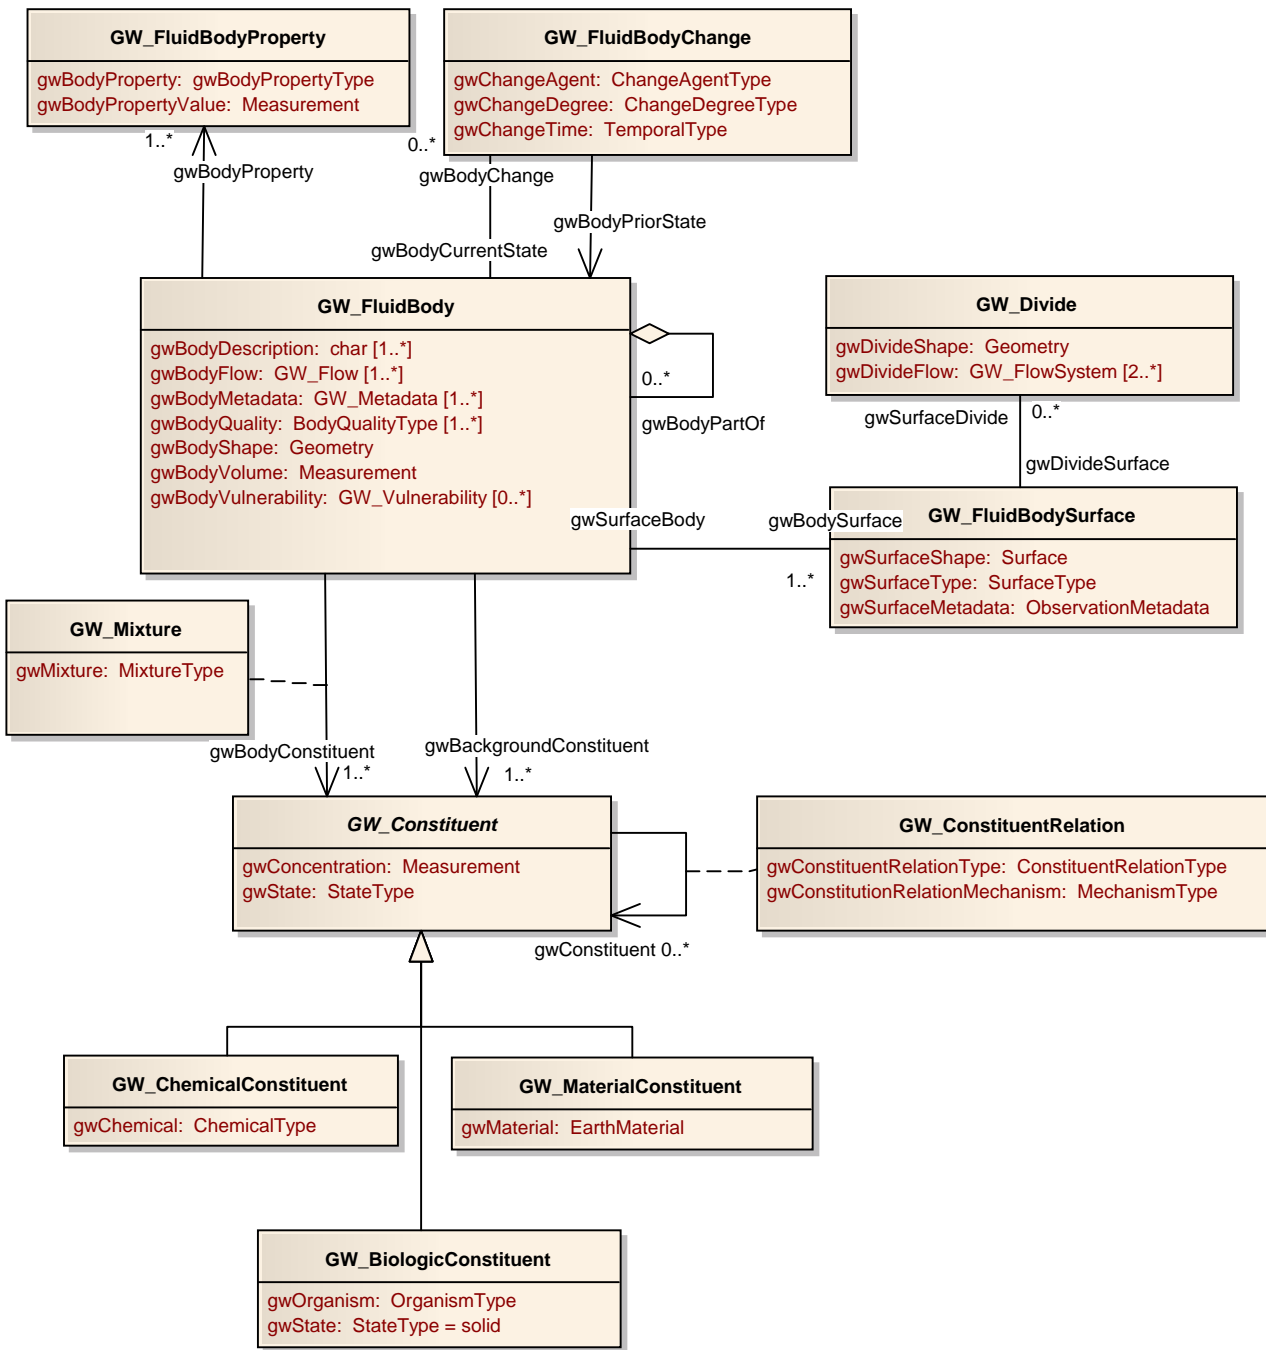 GW_FluidBodyProperty
gwBodyProperty: gwBodyPropertyType
gwBodyPropertyValue: Measurement
GW_FluidBodyChange
gwChangeAgent: ChangeAgentType
gwChangeDegree: ChangeDegreeType
gwChangeTime: TemporalType
1..*
0..*
gwBodyProperty
gwBodyChange
gwBodyPriorState
gwBodyCurrentState
GW_FluidBody
gwBodyDescription: char [1..*]
gwBodyFlow: GW_Flow [1..*]
gwBodyMetadata: GW_Metadata [1..*]
gwBodyQuality: BodyQualityType [1..*]
gwBodyShape: Geometry
gwBodyVolume: Measurement
gwBodyVulnerability: GW_Vulnerability [0..*]
0..*
gwBodyPartOf
GW_Divide
gwDivideShape: Geometry
gwDivideFlow: GW_FlowSystem [2..*]
gwSurfaceDivide
0..*
gwDivideSurface
gwSurfaceBody
gwBodySurface
1..*
GW_FluidBodySurface
gwSurfaceShape: Surface
gwSurfaceType: SurfaceType
gwSurfaceMetadata: ObservationMetadata
GW_Mixture
gwMixture: MixtureType
gwBodyConstituent
1..*
gwBackgroundConstituent
1..*
GW_Constituent
gwConcentration: Measurement
gwState: StateType
GW_ConstituentRelation
gwConstituentRelationType: ConstituentRelationType
gwConstitutionRelationMechanism: MechanismType
gwConstituent 0..*
GW_ChemicalConstituent
gwChemical: ChemicalType
GW_MaterialConstituent
gwMaterial: EarthMaterial
GW_BiologicConstituent
gwOrganism: OrganismType
gwState: StateType = solid